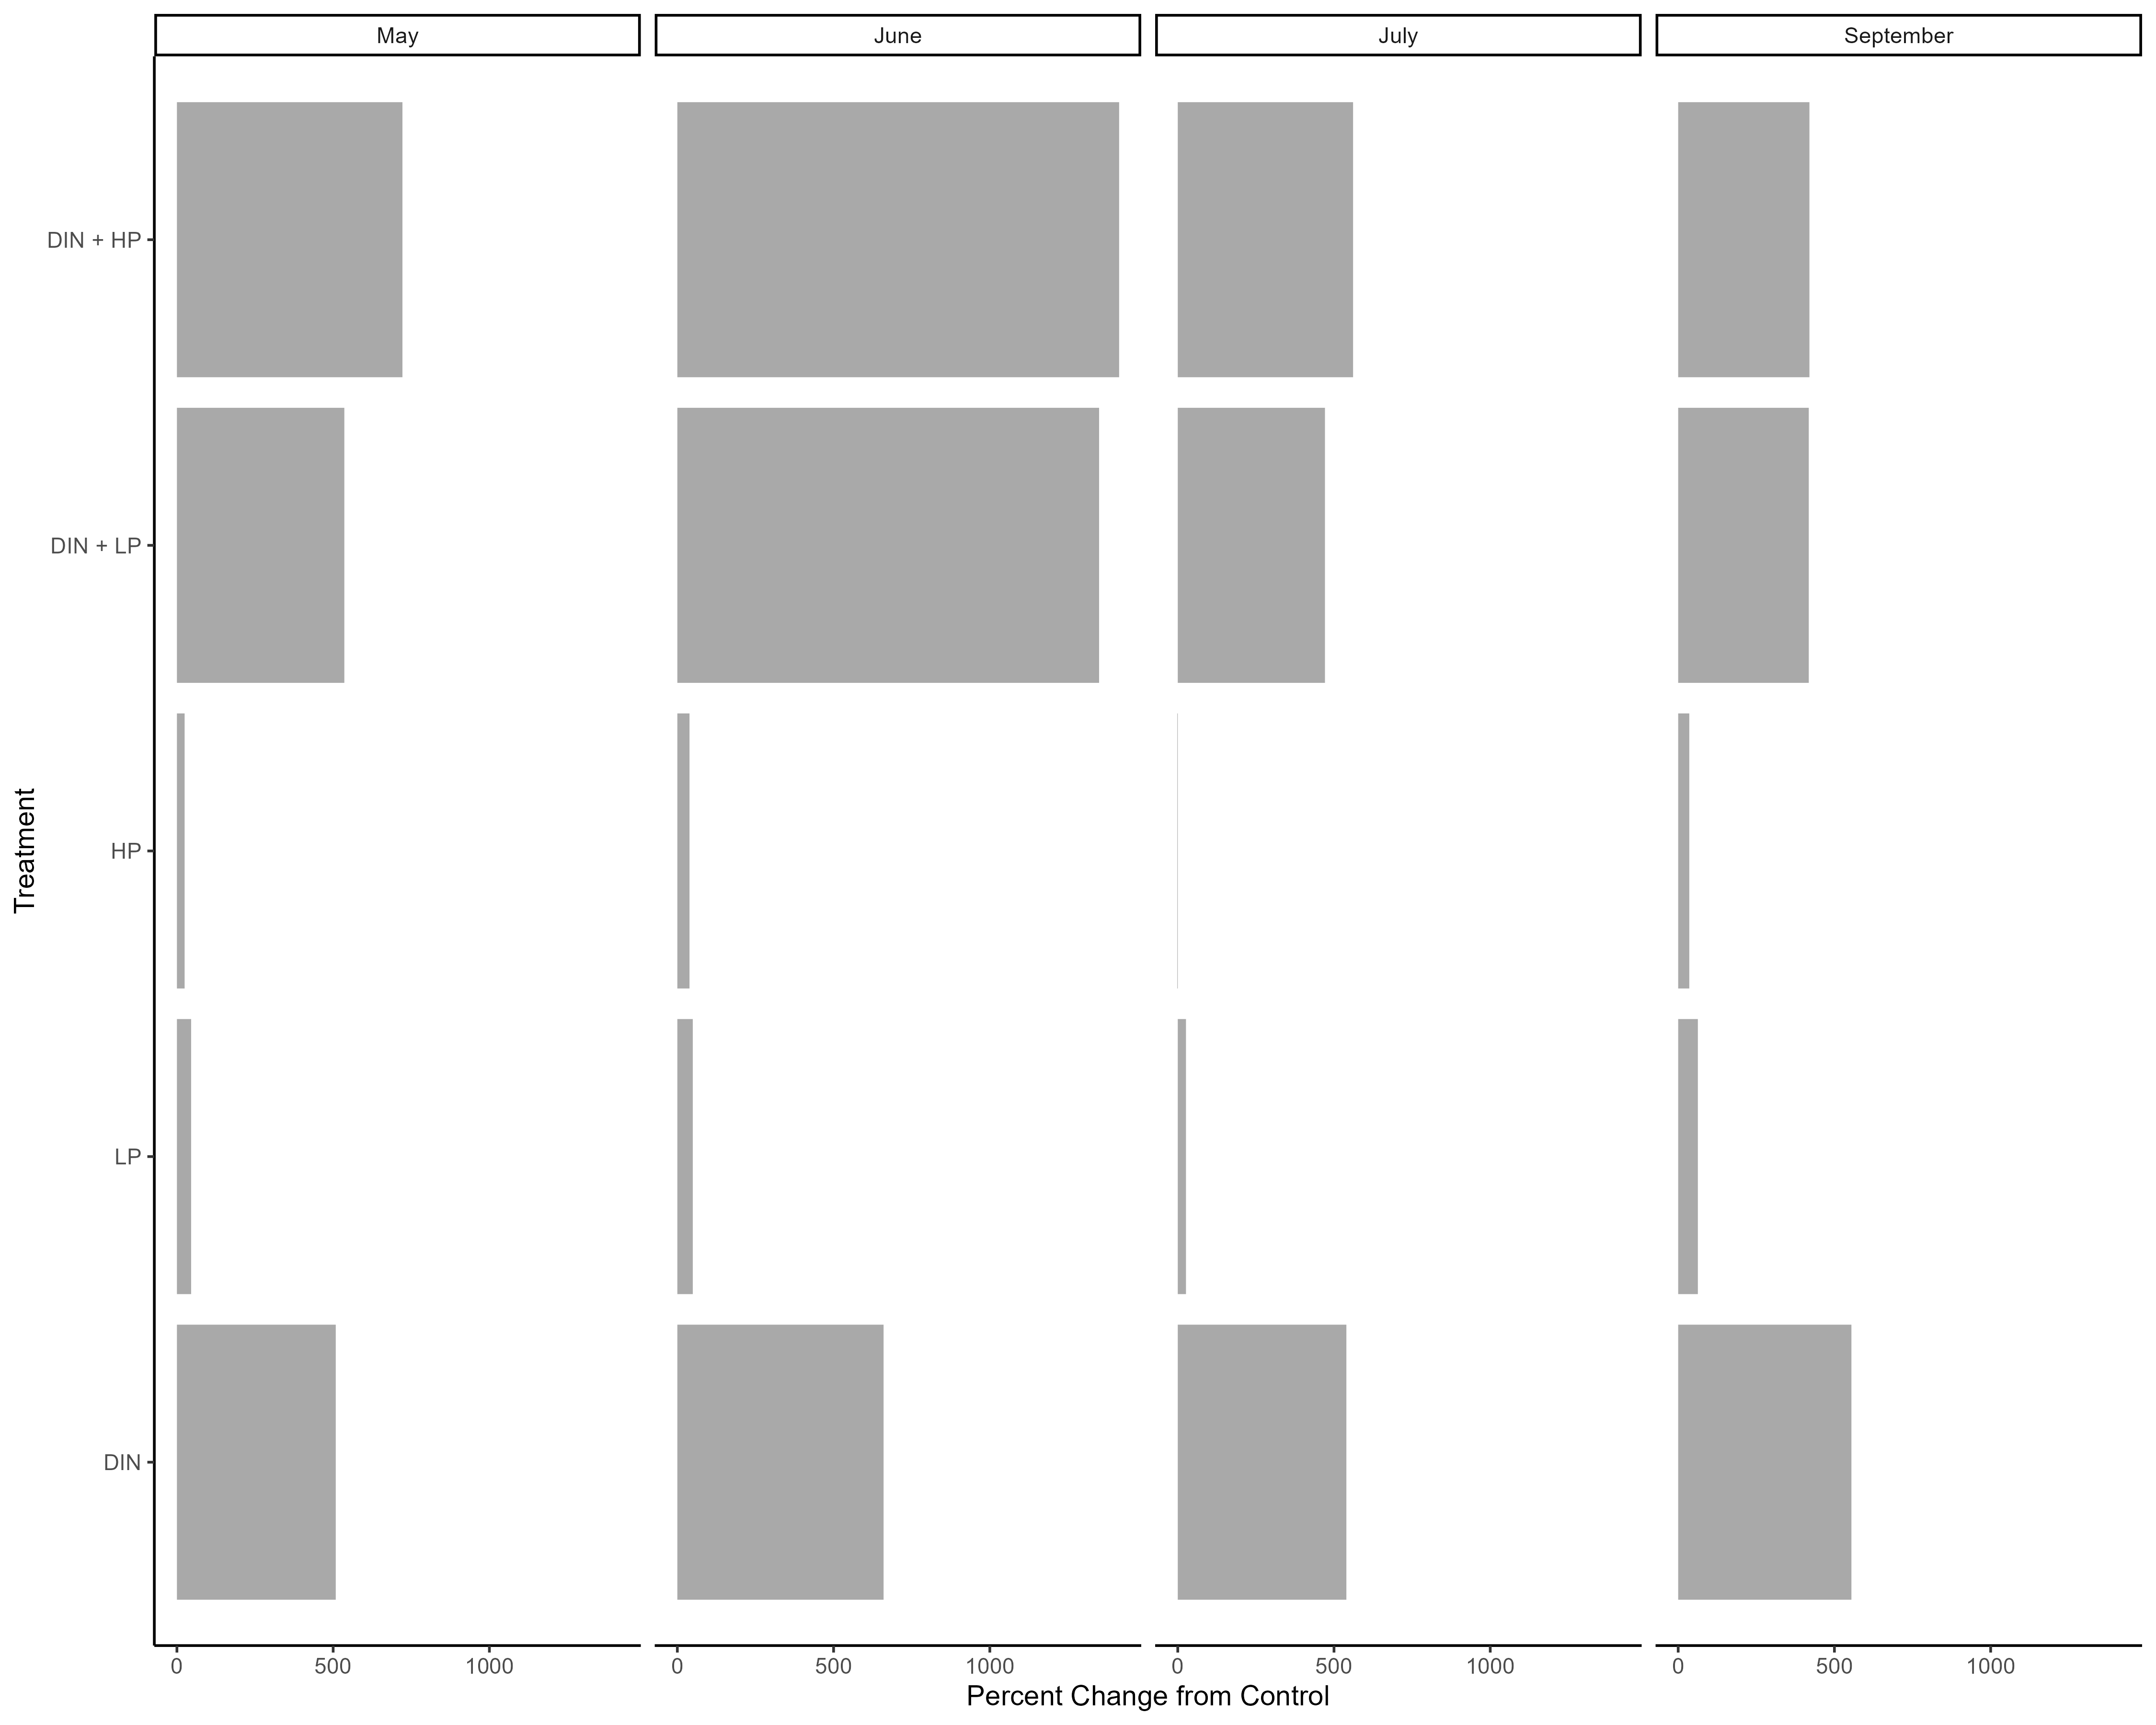 May
June
July
September
DIN + HP
DIN + LP
HP
LP
DIN
Treatment
0 500 1000
0 500 1000
0 500 1000
0 500 1000
Percent Change from Control